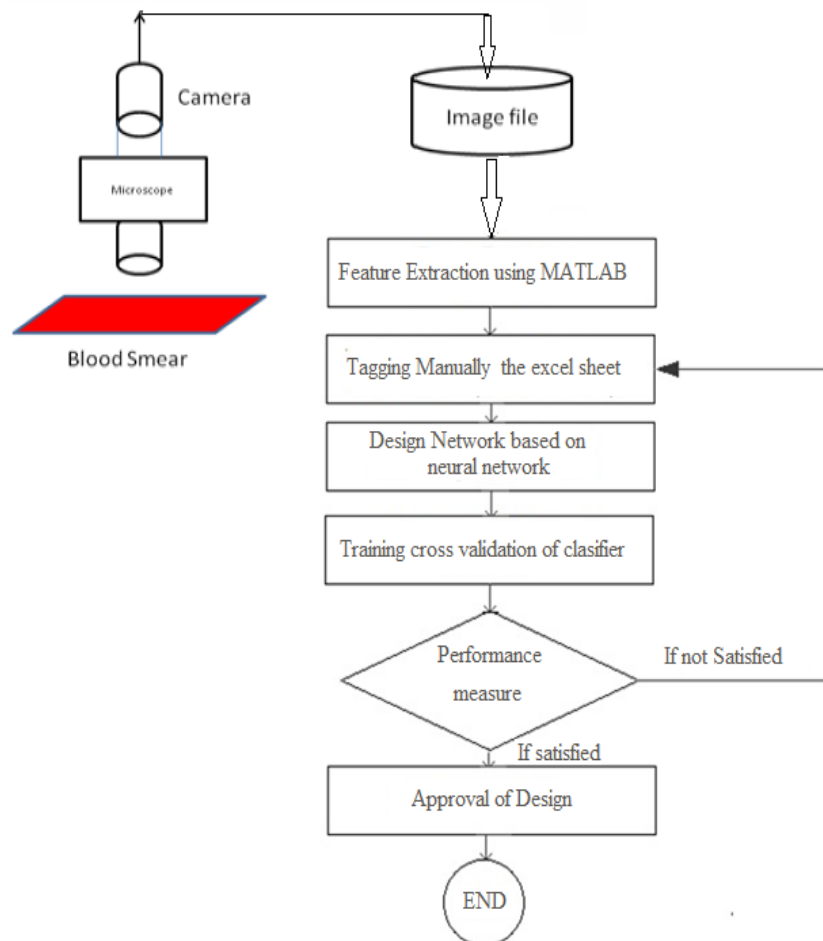 Camera
Microscope
Blood Smear
Image file
Feature Extraction using MATLAB
Tagging Manually the excel sheet
Design Network based on
neural network
Training cross validation of clasifier
Performance
measure
If not Satisfied
If satisfied
Approval of Design
END